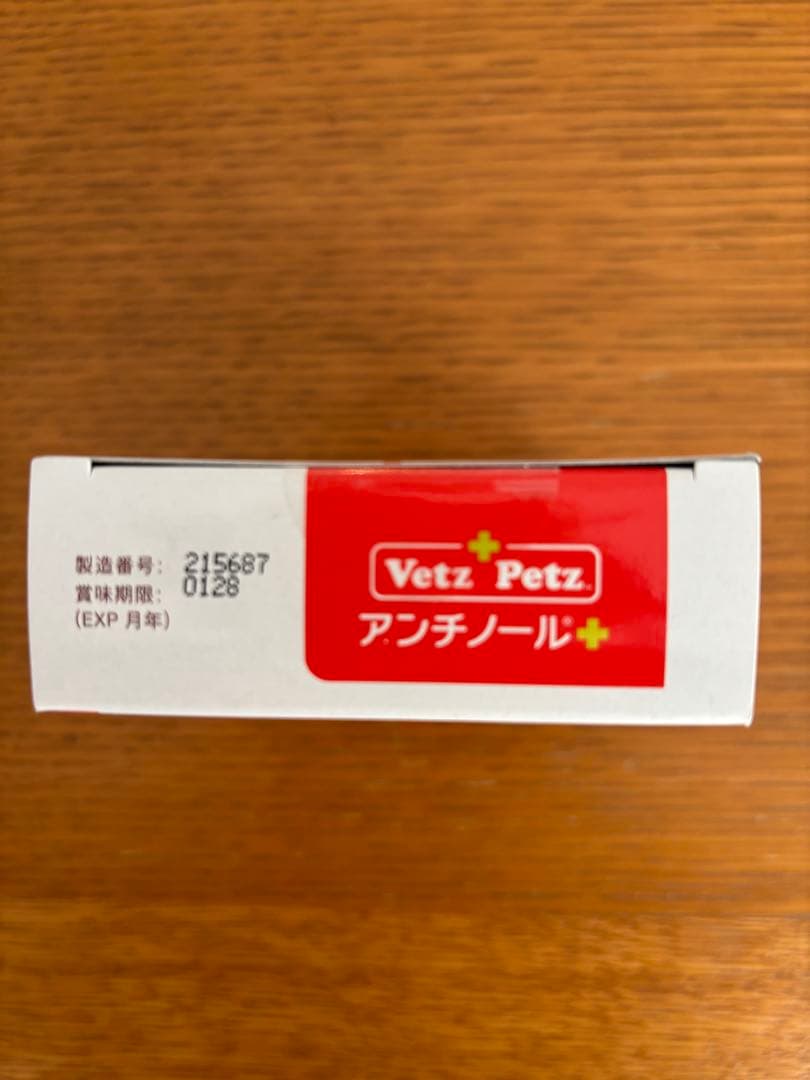 製造番号: 215687
賞味期限: 0128
(EXP 月年)
Vetz Petz™
アンチノール®+